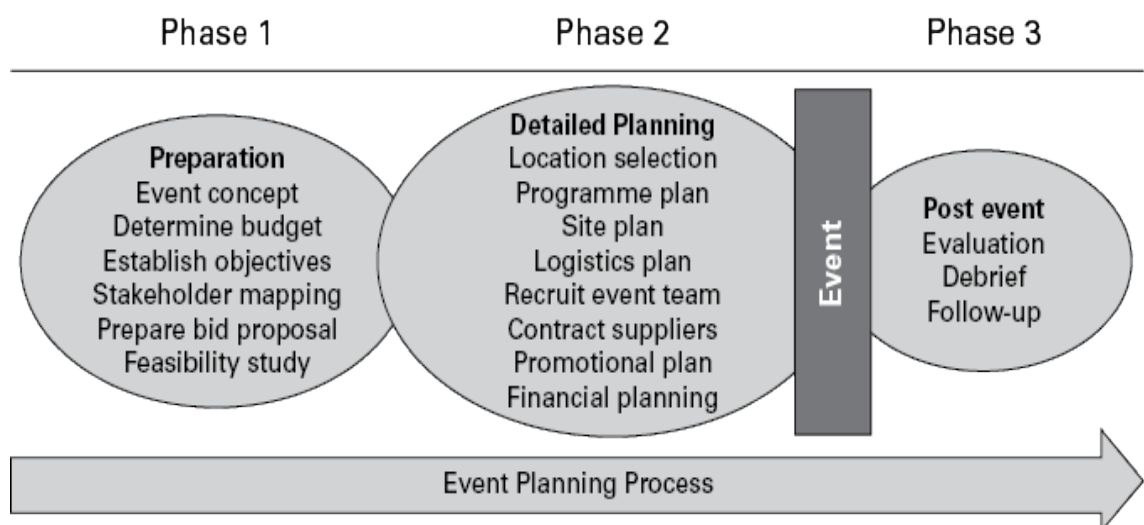 Phase 1
Phase 2
Phase 3
Preparation
Event concept
Determine budget
Establish objectives
Stakeholder mapping
Prepare bid proposal
Feasibility study
Detailed Planning
Location selection
Programme plan
Site plan
Logistics plan
Recruit event team
Contract suppliers
Promotional plan
Financial planning
Event
Post event
Evaluation
Debrief
Follow-up
Event Planning Process